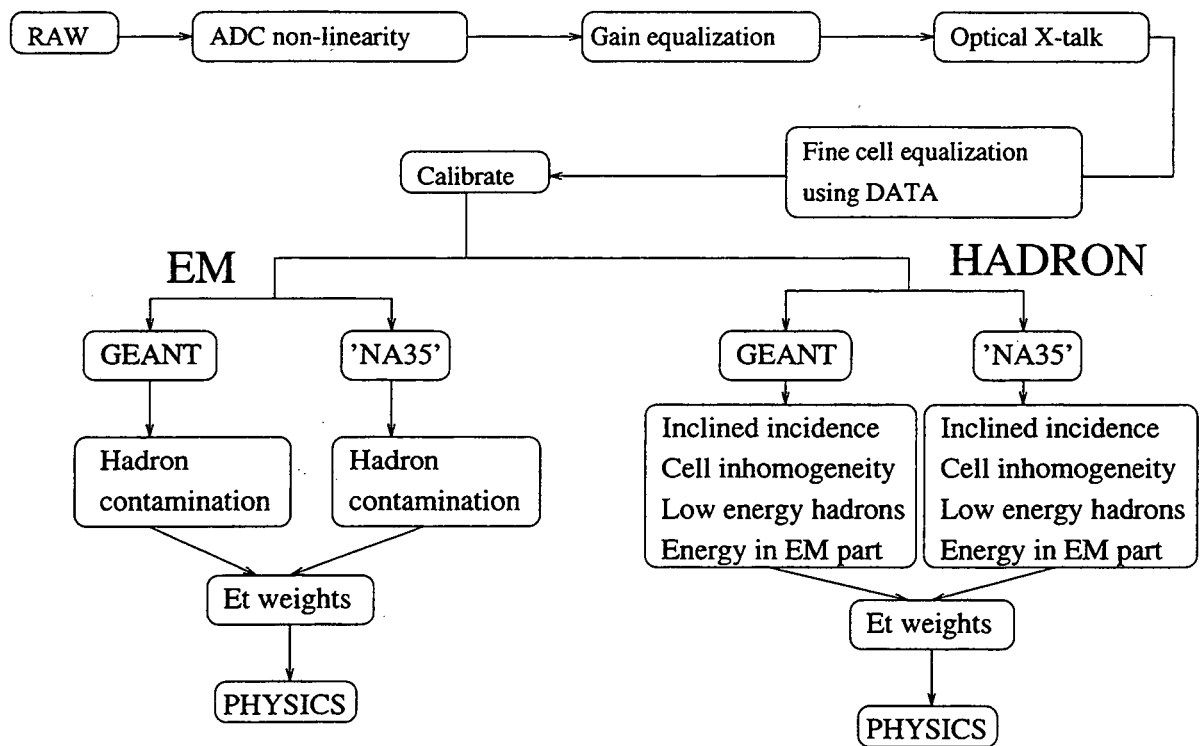 RAW
ADC non-linearity
Gain equalization
Optical X-talk
Fine cell equalization
using DATA
Calibrate
EM
HADRON
GEANT
'NA35'
GEANT
'NA35'
Hadron
contamination
Hadron
contamination
Inclined incidence
Cell inhomogeneity
Low energy hadrons
Energy in EM part
Inclined incidence
Cell inhomogeneity
Low energy hadrons
Energy in EM part
Et weights
Et weights
PHYSICS
PHYSICS